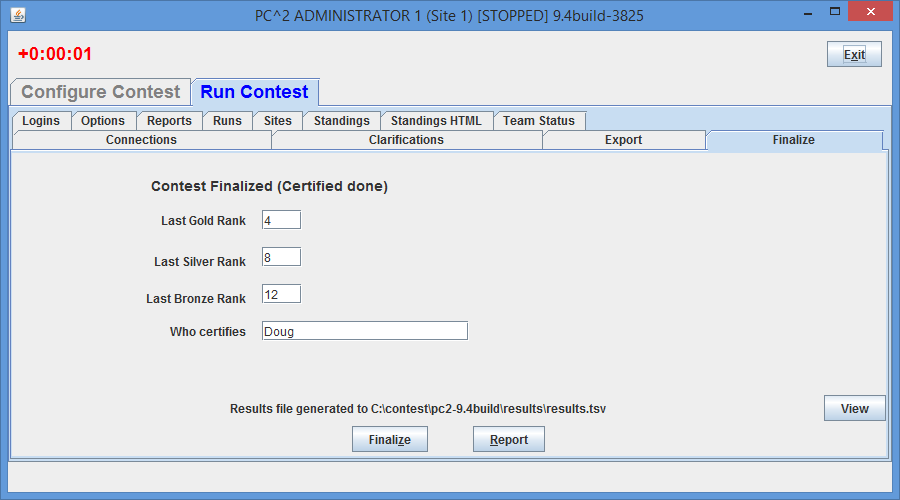 PC^2 ADMINISTRATOR 1 (Site 1) [STOPPED] 9.4build-3825
+0:00:01
Exit
Configure Contest Run Contest
Logins Options Reports Runs Sites Standings Standings HTML Team Status
Connections Clarifications Export Finalize
Contest Finalized (Certified done)
Last Gold Rank 4
Last Silver Rank 8
Last Bronze Rank 12
Who certifies Doug
Results file generated to C:\contest\pc2-9.4build\results\results.tsv View
Finalize Report